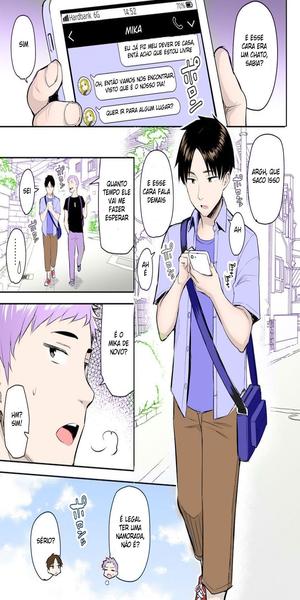 Hardbank 6G
14:52
70%
MIKA
EU JÁ FIZ MEU DEVER DE CASA,
ENTÁ ACHO QUE ESTOU LIVRE
OH, ENTÃO VAMOS NOS ENCONTRAR,
VISTO QUE É O NOSSO DIA!
QUER IR PARA ALGUM LUGAR?
SIM
E ESSE
CARA ERA
UM CHATO,
SABIA?
ARGH, QUE
SACO ISSO
E ESSE
CARA FALA
DEMAIS
AH
AH
É
QUANTO
TEMPO ELE
VAI ME
FAZER
ESPERAR
SEI
...
É O
MIKA DE
NOVO?
HM?
SIM!
É LEGAL
TER UMA
NAMORADA,
NÃO É?
SÉRIO?